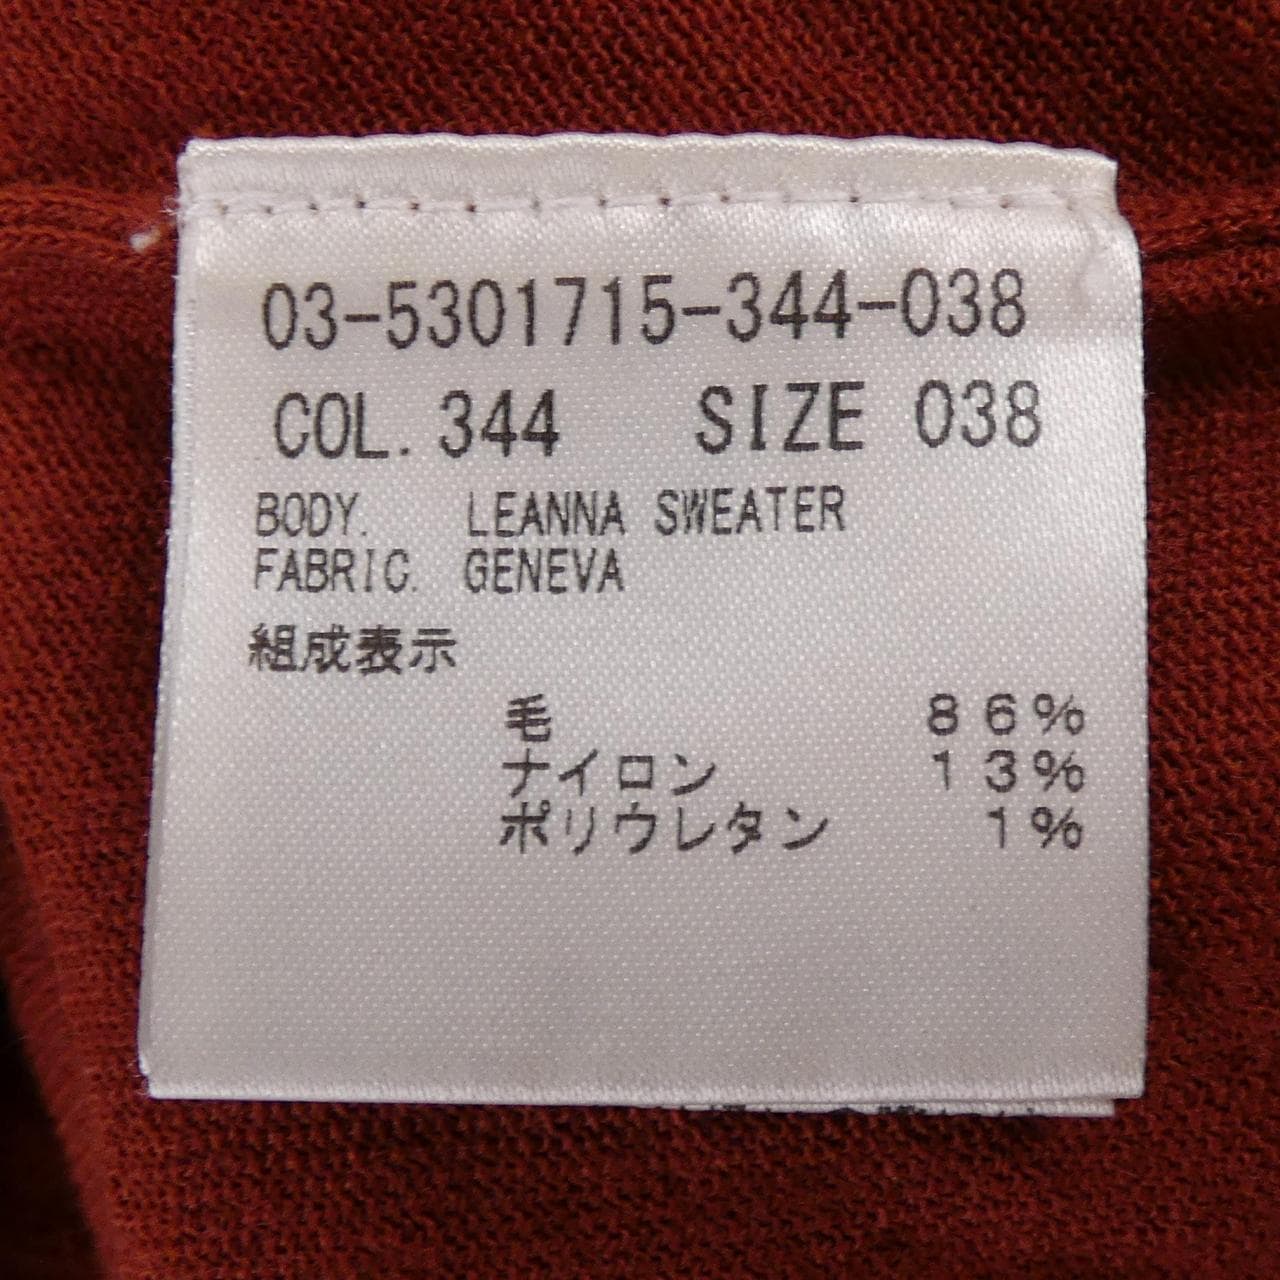 03-5301715-344-038
COL. 344 SIZE 038
BODY. LEANNA SWEATER
FABRIC. GENEVA
組成表示
毛 86%
ナイロン 13%
ポリウレタン 1%